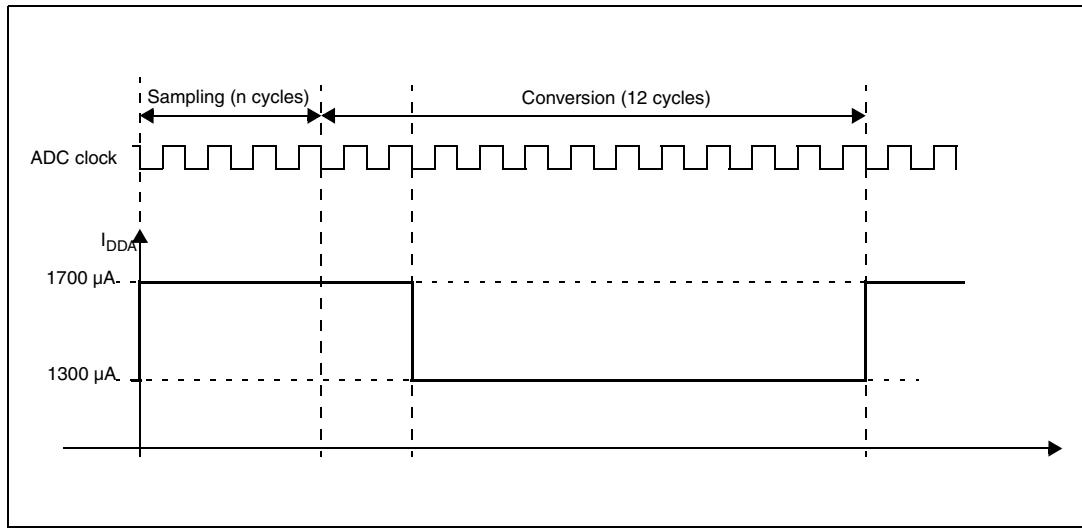 Sampling (n cycles)
Conversion (12 cycles)
ADC clock
IDDA
1700 µA
1300 µA